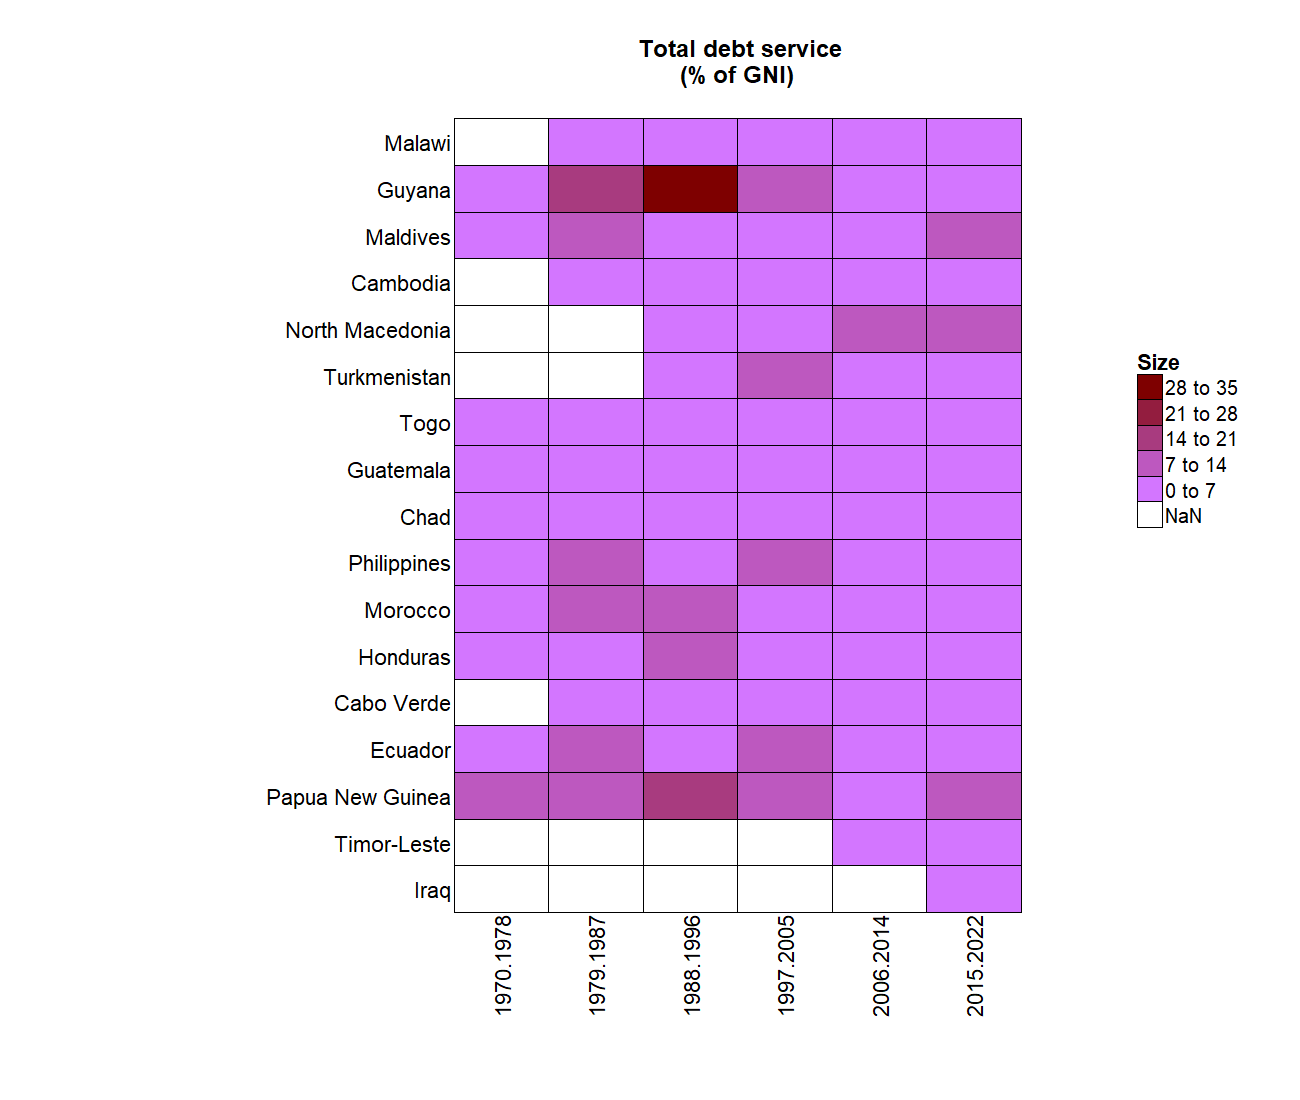 Total debt service
(% of GNI)
Malawi
Guyana
Maldives
Cambodia
North Macedonia
Turkmenistan
Togo
Guatemala
Chad
Philippines
Morocco
Honduras
Cabo Verde
Ecuador
Papua New Guinea
Timor-Leste
Iraq
1970.1978
1979.1987
1988.1996
1997.2005
2006.2014
2015.2022
Size
28 to 35
21 to 28
14 to 21
7 to 14
0 to 7
NaN